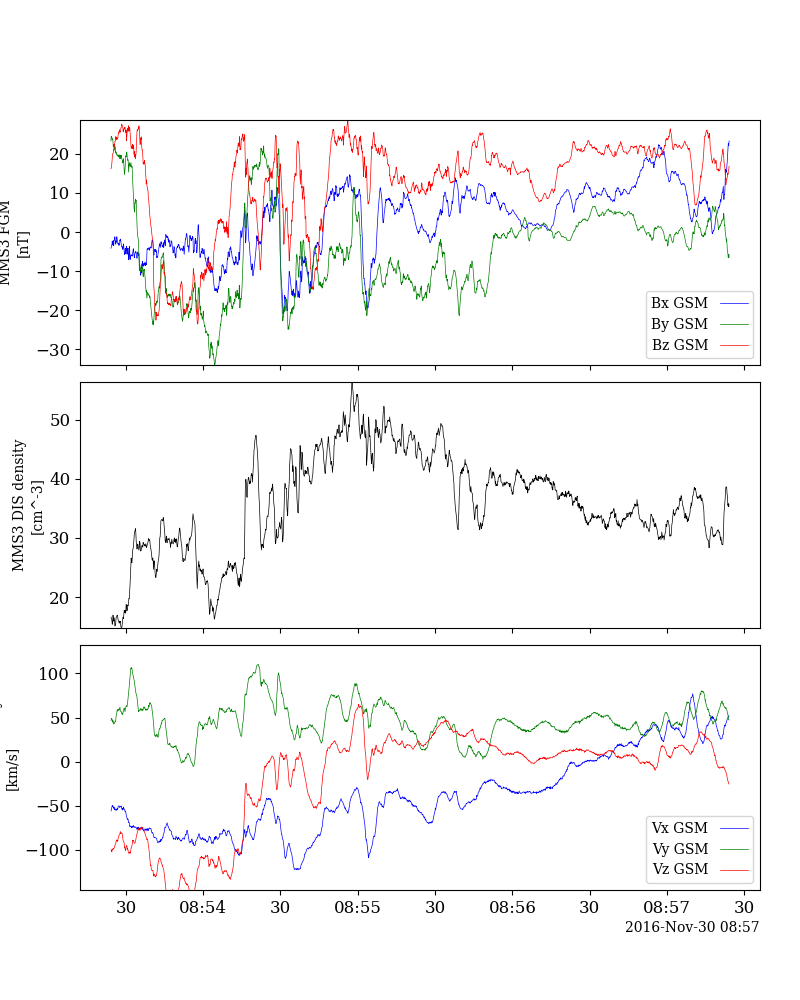 20
10
0
−10
−20
−30
MMS3 FGM
[nT]
Bx GSM
By GSM
Bz GSM
50
40
30
20
MMS3 DIS density
[cm^-3]
100
50
0
−50
−100
[km/s]
Vx GSM
Vy GSM
Vz GSM
30 08:54 30 08:55 30 08:56 30 08:57 30
2016-Nov-30 08:57